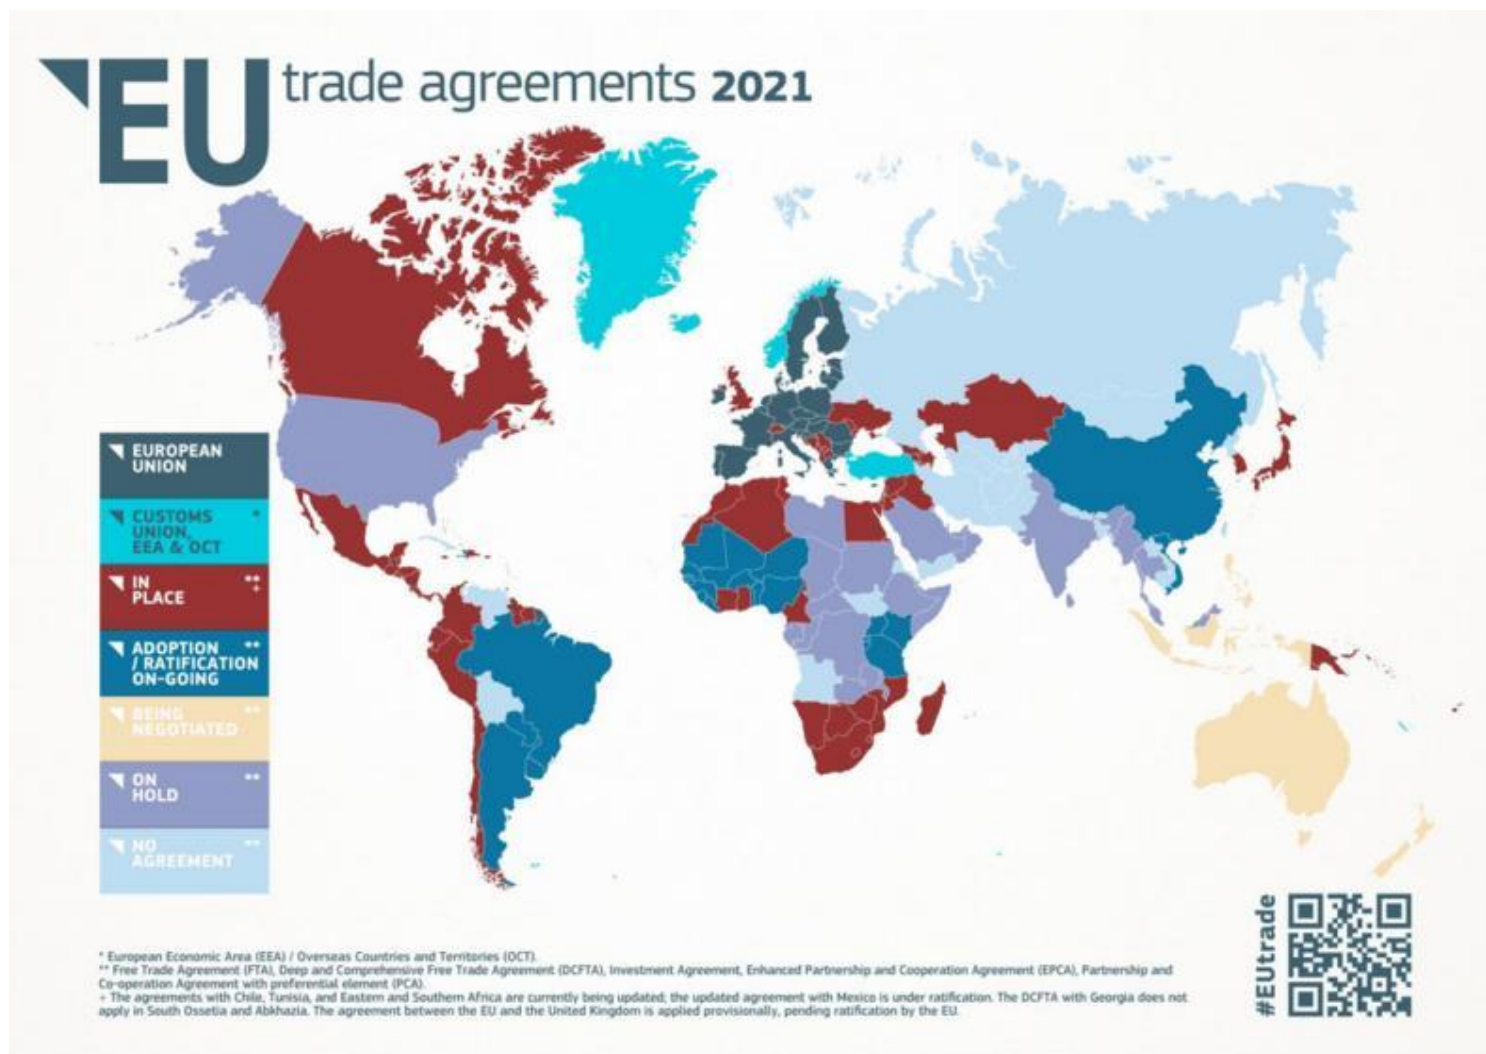 EU trade agreements 2021
EUROPEAN
UNION
CUSTOMS *
UNION,
EEA & OCT
IN **
PLACE +
ADOPTION **
/ RATIFICATION
ON-GOING
BEING **
NEGOTIATED
ON **
HOLD
NO **
AGREEMENT
#EUtrade
* European Economic Area (EEA) / Overseas Countries and Territories (OCT).
** Free Trade Agreement (FTA), Deep and Comprehensive Free Trade Agreement (DCFTA), Investment Agreement, Enhanced Partnership and Cooperation Agreement (EPCA), Partnership and
Co-operation Agreement with preferential element (PCA).
+ The agreements with Chile, Tunisia, and Eastern and Southern Africa are currently being updated; the updated agreement with Mexico is under ratification. The DCFTA with Georgia does not
apply in South Ossetia and Abkhazia. The agreement between the EU and the United Kingdom is applied provisionally, pending ratification by the EU.